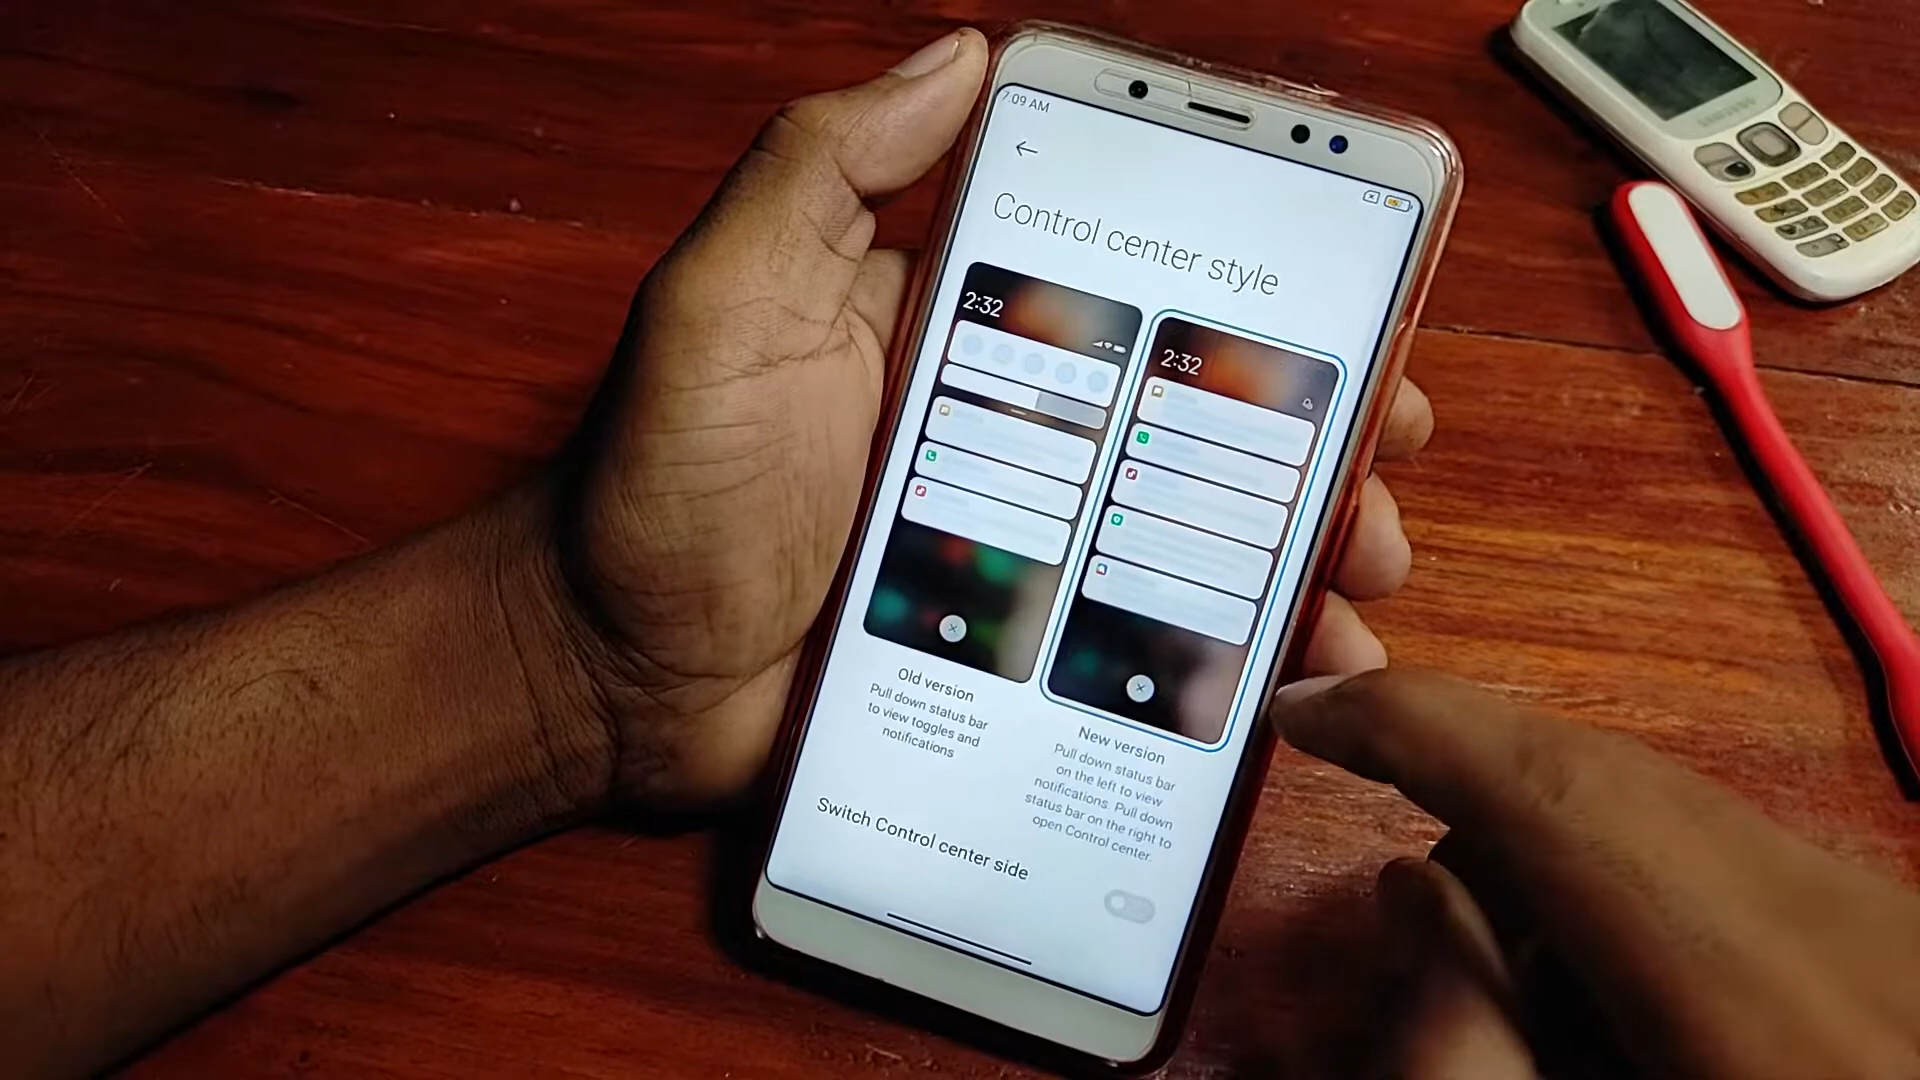 7:09 AM
Control center style
2:32
2:32
Old version
Pull down status bar
to view toggles and
notifications
New version
Pull down status bar
on the left to view
notifications. Pull down
status bar on the right to
open Control center.
Switch Control center side
SAMSUNG